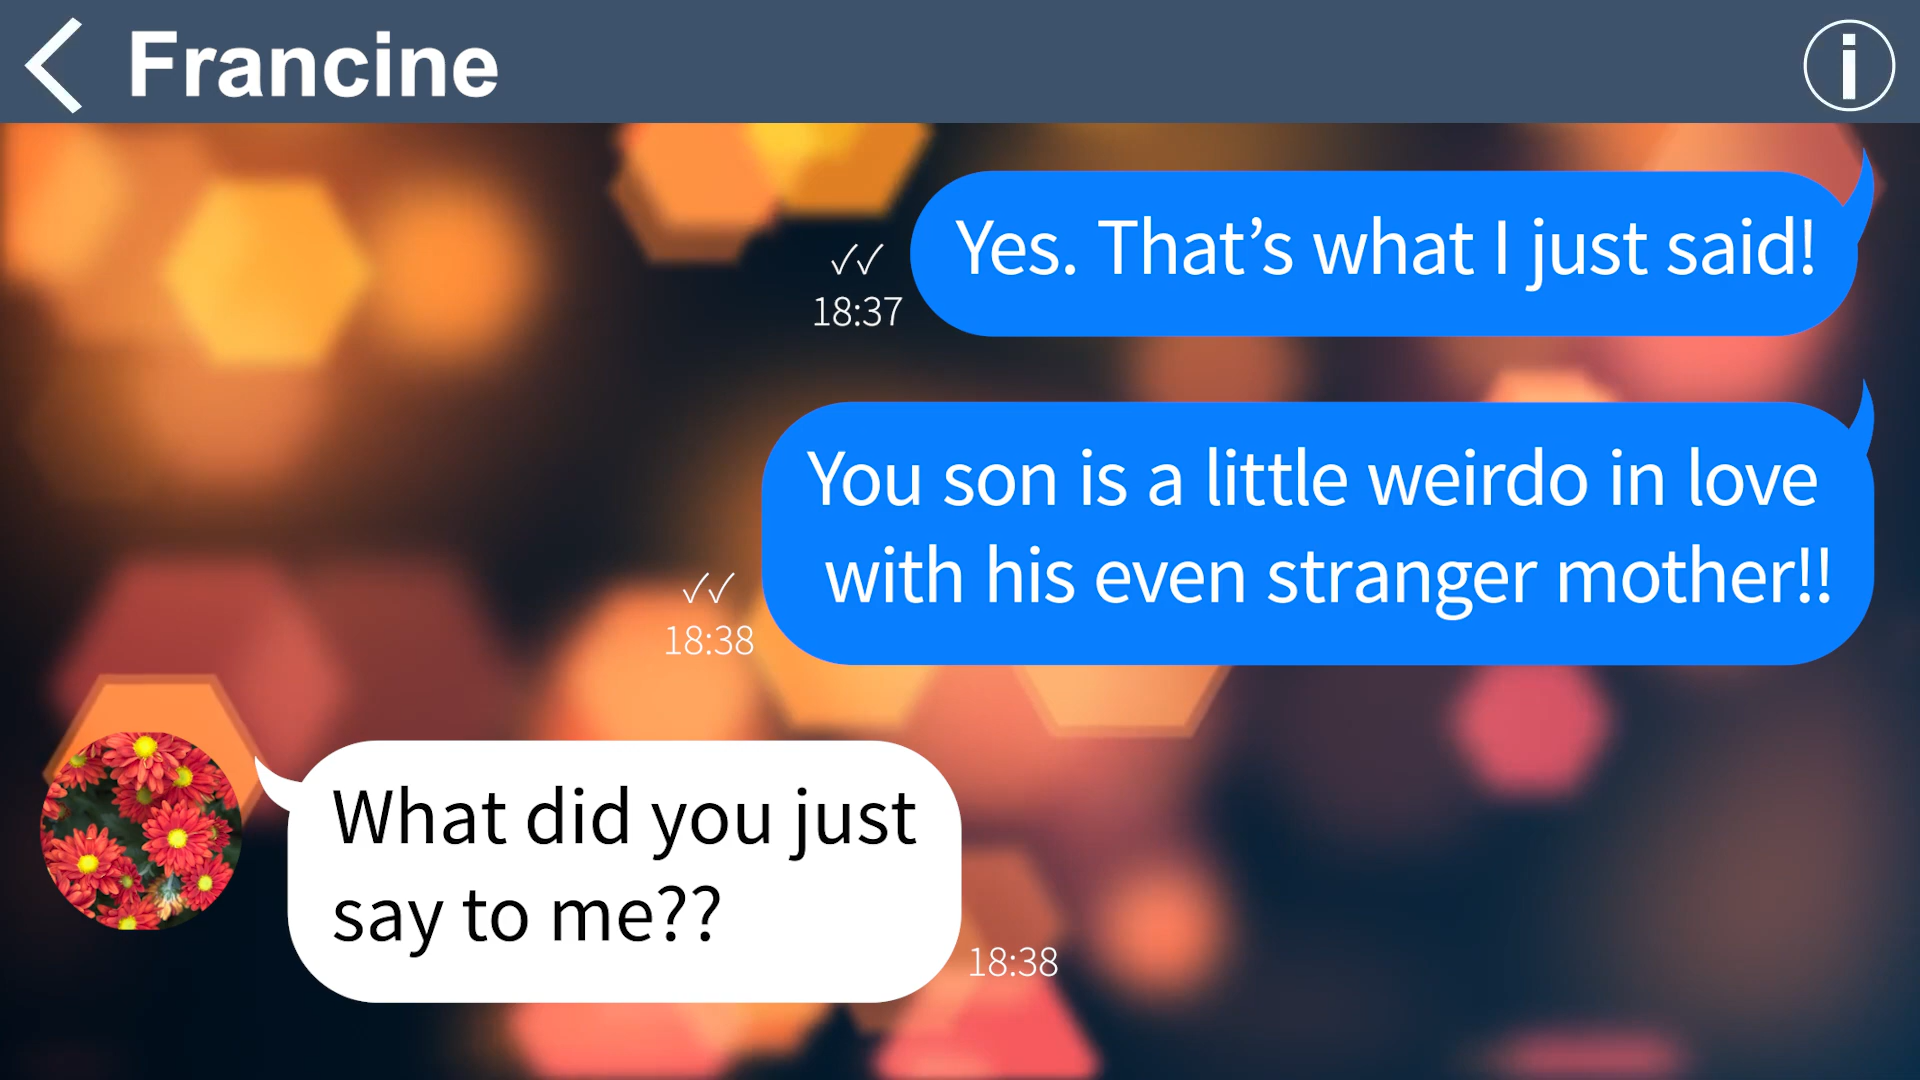 Francine
Yes. That’s what I just said!
18:37
You son is a little weirdo in love
with his even stranger mother!!
18:38
What did you just
say to me??
18:38